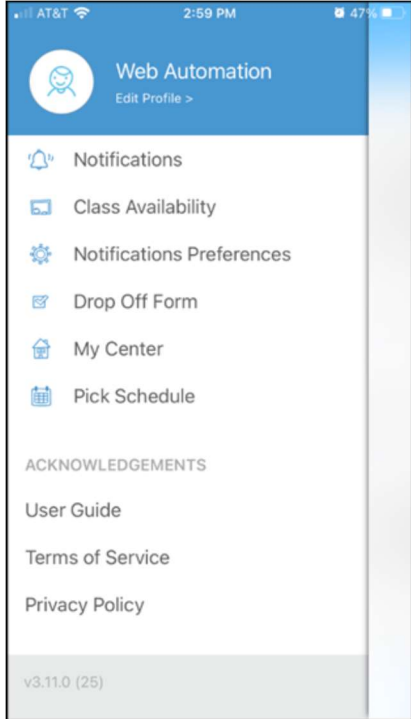 AT&T 2:59 PM 47%
Web Automation
Edit Profile >
Notifications
Class Availability
Notifications Preferences
Drop Off Form
My Center
Pick Schedule
ACKNOWLEDGEMENTS
User Guide
Terms of Service
Privacy Policy
v3.11.0 (25)